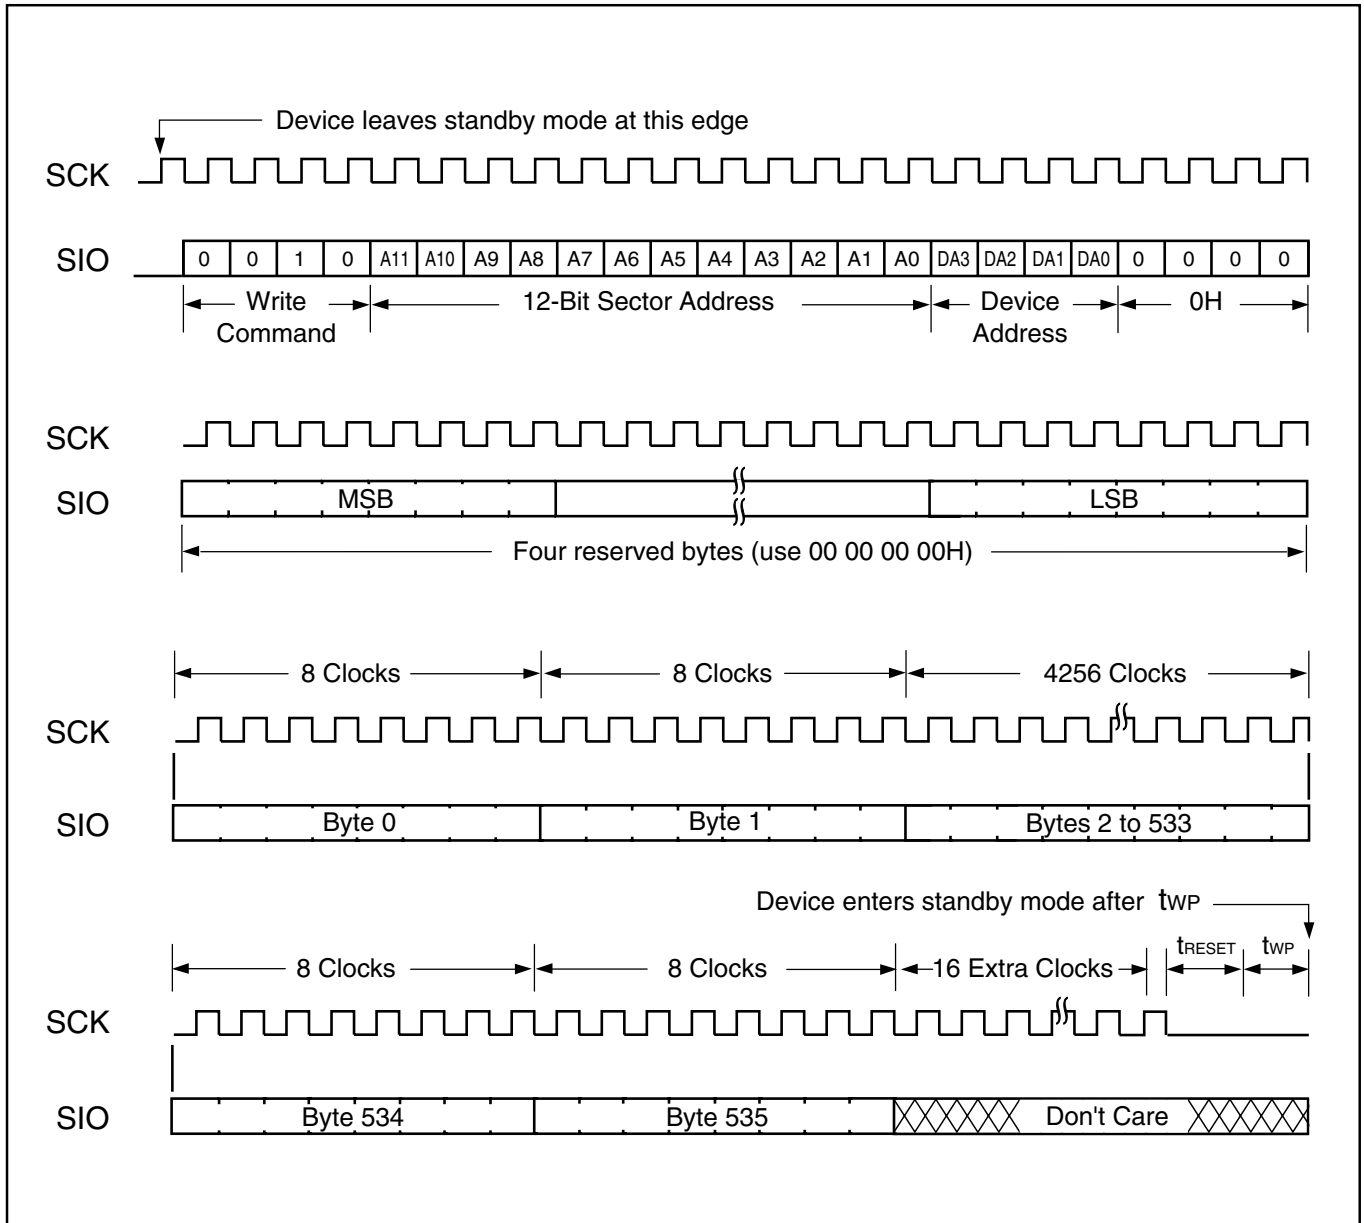 Device leaves standby mode at this edge
SCK
SIO 0 0 1 0 A11 A10 A9 A8 A7 A6 A5 A4 A3 A2 A1 A0 DA3 DA2 DA1 DA0 0 0 0 0
Write Command 12-Bit Sector Address Device Address 0H
SCK
SIO MSB LSB
Four reserved bytes (use 00 00 00 00H)
8 Clocks 8 Clocks 4256 Clocks
SCK
SIO Byte 0 Byte 1 Bytes 2 to 533
Device enters standby mode after tWP
8 Clocks 8 Clocks 16 Extra Clocks tRESET tWP
SCK
SIO Byte 534 Byte 535 Don't Care